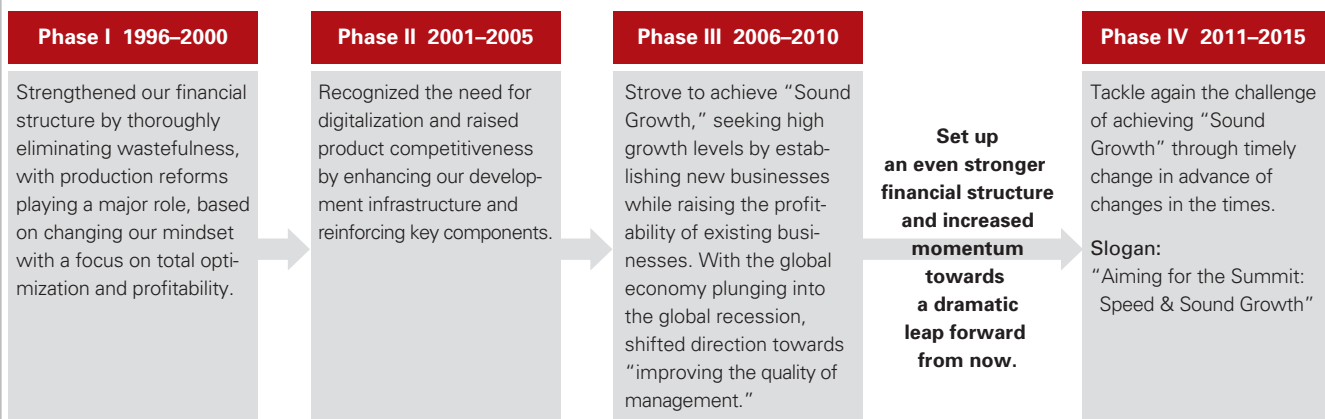 Phase I 1996–2000
Strengthened our financial
structure by thoroughly
eliminating wastefulness,
with production reforms
playing a major role, based
on changing our mindset
with a focus on total opti-
mization and profitability.
Phase II 2001–2005
Recognized the need for
digitalization and raised
product competitiveness
by enhancing our develop-
ment infrastructure and
reinforcing key components.
Phase III 2006–2010
Strove to achieve “Sound
Growth,” seeking high
growth levels by estab-
lishing new businesses
while raising the profit-
ability of existing busi-
nesses. With the global
economy plunging into
the global recession,
shifted direction towards
“improving the quality of
management.”
Set up
an even stronger
financial structure
and increased
momentum
towards
a dramatic
leap forward
from now.
Phase IV 2011–2015
Tackle again the challenge
of achieving “Sound
Growth” through timely
change in advance of
changes in the times.
Slogan:
“Aiming for the Summit:
Speed & Sound Growth”